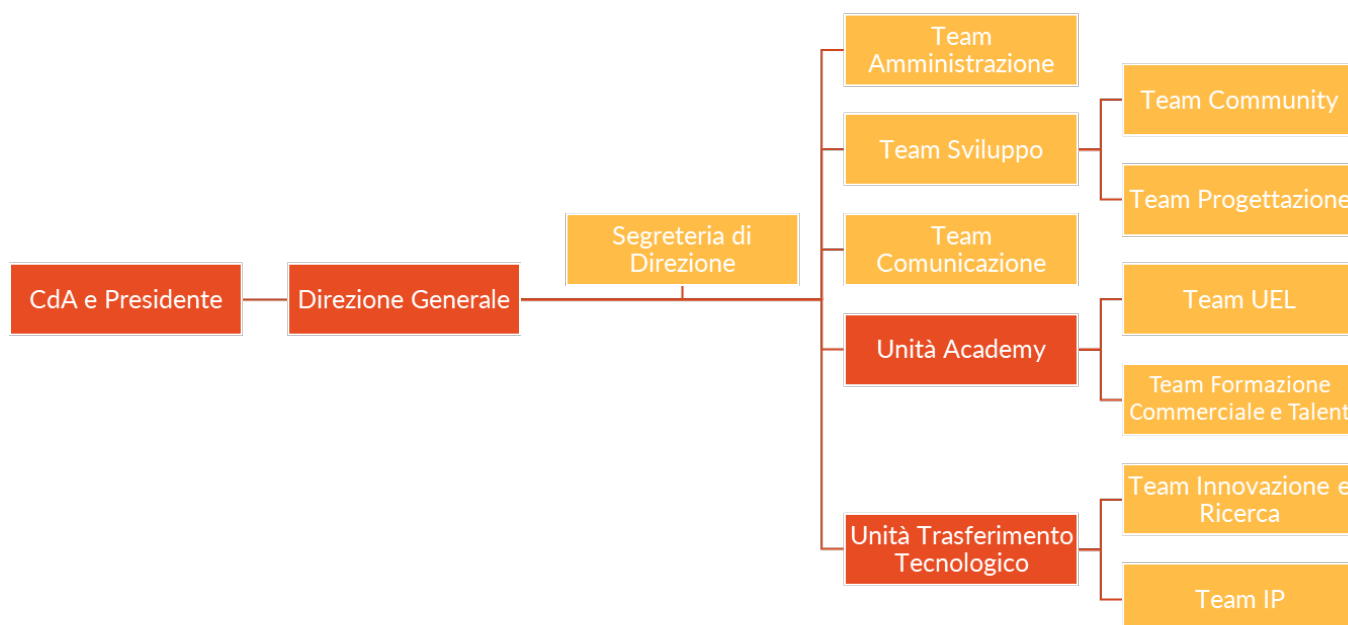 CdA e Presidente
Direzione Generale
Segreteria di
Direzione
Team
Amministrazione
Team Sviluppo
Team Community
Team Progettazione
Team
Comunicazione
Unità Academy
Team UEL
Team Formazione
Commerciale e Talent
Unità Trasferimento
Tecnologico
Team Innovazione e
Ricerca
Team IP